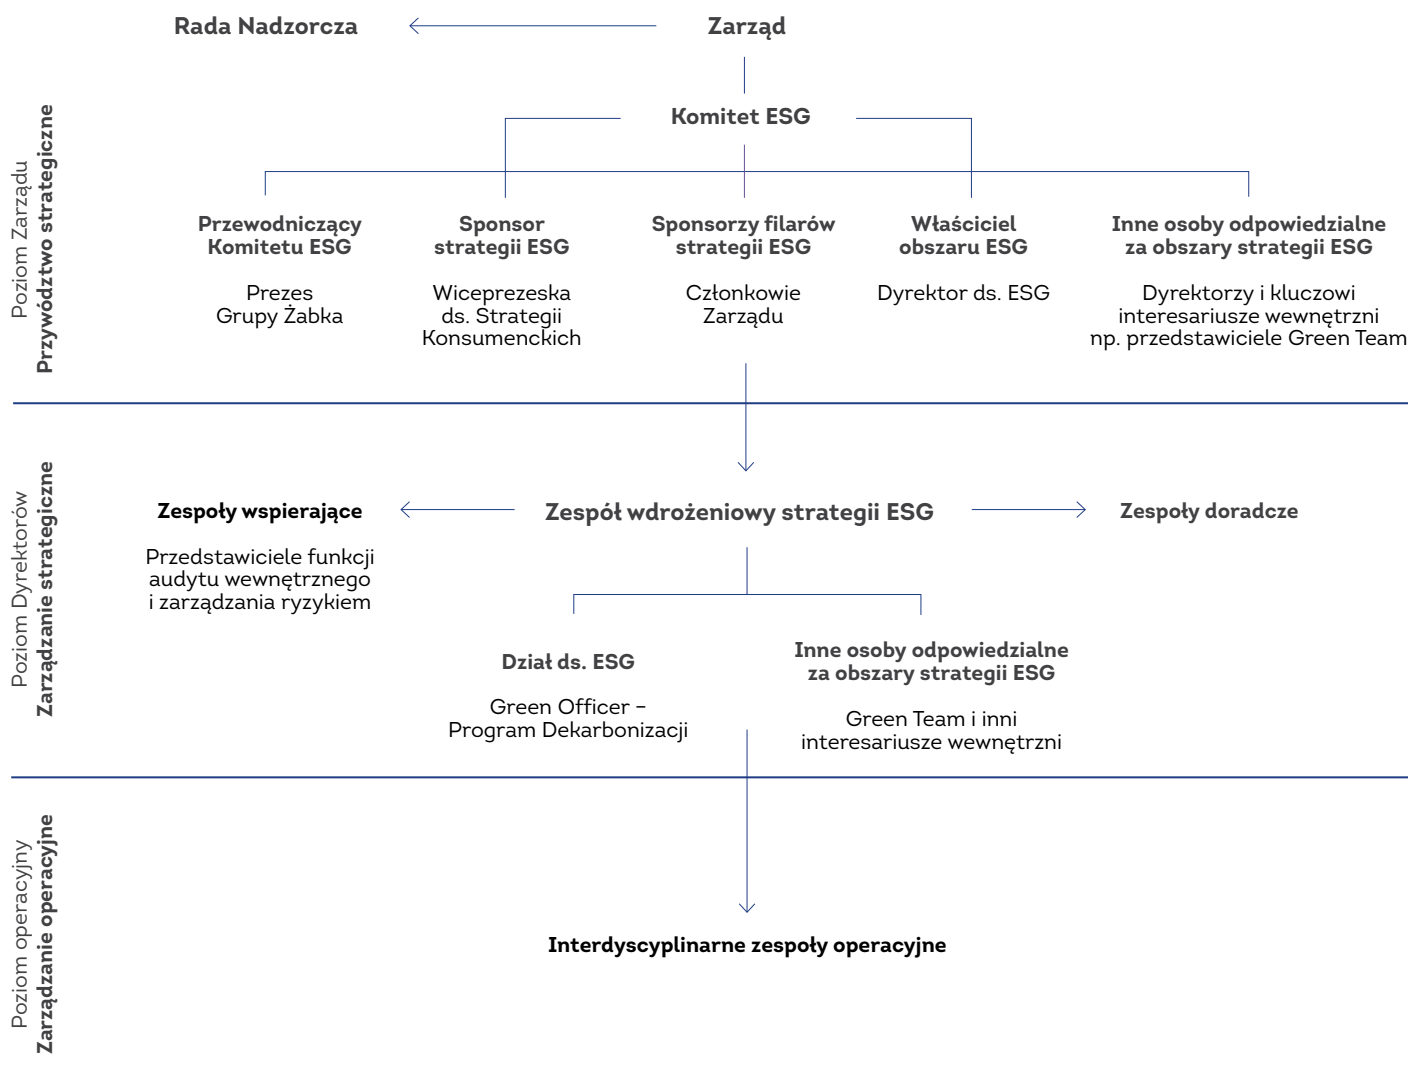 Rada Nadzorcza
Zarząd
Komitet ESG
Poziom Zarządu
Przywództwo strategiczne
Przewodniczący
Komitetu ESG
Prezes
Grupy Żabka
Sponsor
strategii ESG
Wiceprezeska
ds. Strategii
Konsumenckich
Sponsorzy filarów
strategii ESG
Członkowie
Zarządu
Właściciel
obszaru ESG
Dyrektor ds. ESG
Inne osoby odpowiedzialne
za obszary strategii ESG
Dyrektorzy i kluczowi
interesariusze wewnętrzni
np. przedstawiciele Green Team
Poziom Dyrektorów
Zarządzanie strategiczne
Zespoły wspierające
Przedstawiciele funkcji
audytu wewnętrznego
i zarządzania ryzykiem
Zespół wdrożeniowy strategii ESG
Zespoły doradcze
Dział ds. ESG
Green Officer –
Program Dekarbonizacji
Inne osoby odpowiedzialne
za obszary strategii ESG
Green Team i inni
interesariusze wewnętrzni
Poziom operacyjny
Zarządzanie operacyjne
Interdyscyplinarne zespoły operacyjne